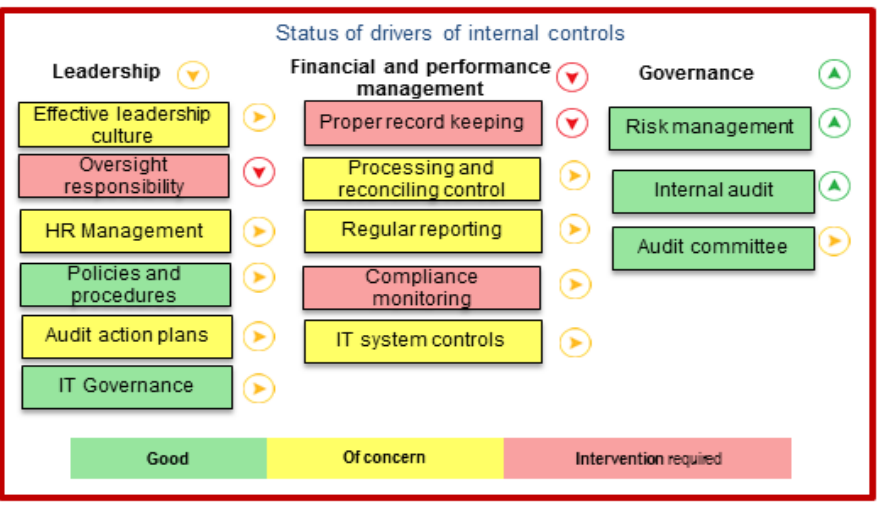 Status of drivers of internal controls
Leadership
Effective leadership
culture
Oversight
responsibility
HR Management
Policies and
procedures
Audit action plans
IT Governance
Financial and performance
management
Proper record keeping
Processing and
reconciling control
Regular reporting
Compliance
monitoring
IT system controls
Governance
Risk management
Internal audit
Audit committee
Good
Of concern
Intervention required